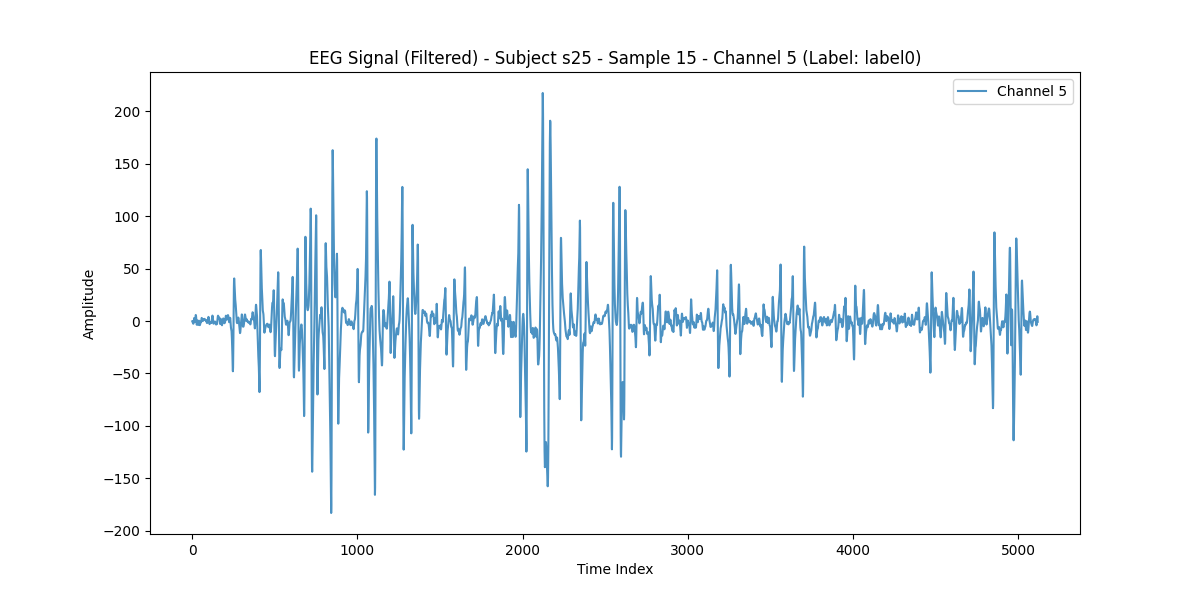 EEG Signal (Filtered) - Subject s25 - Sample 15 - Channel 5 (Label: label0)
Channel 5
200
150
100
50
0
−50
−100
−150
−200
Amplitude
0 1000 2000 3000 4000 5000
Time Index